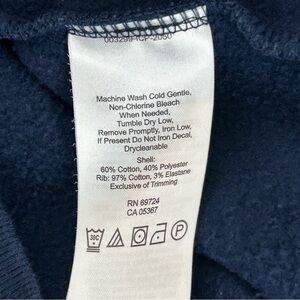 Machine Wash Cold Gentle,
Non-Chlorine Bleach
When Needed,
Tumble Dry Low,
Remove Promptly, Iron Low,
If Present Do Not Iron Decal,
Drycleanable
Shell:
60% Cotton, 40% Polyester
Rib: 97% Cotton, 3% Elastane
Exclusive of Trimming
RN 69724
CA 05367
30C P